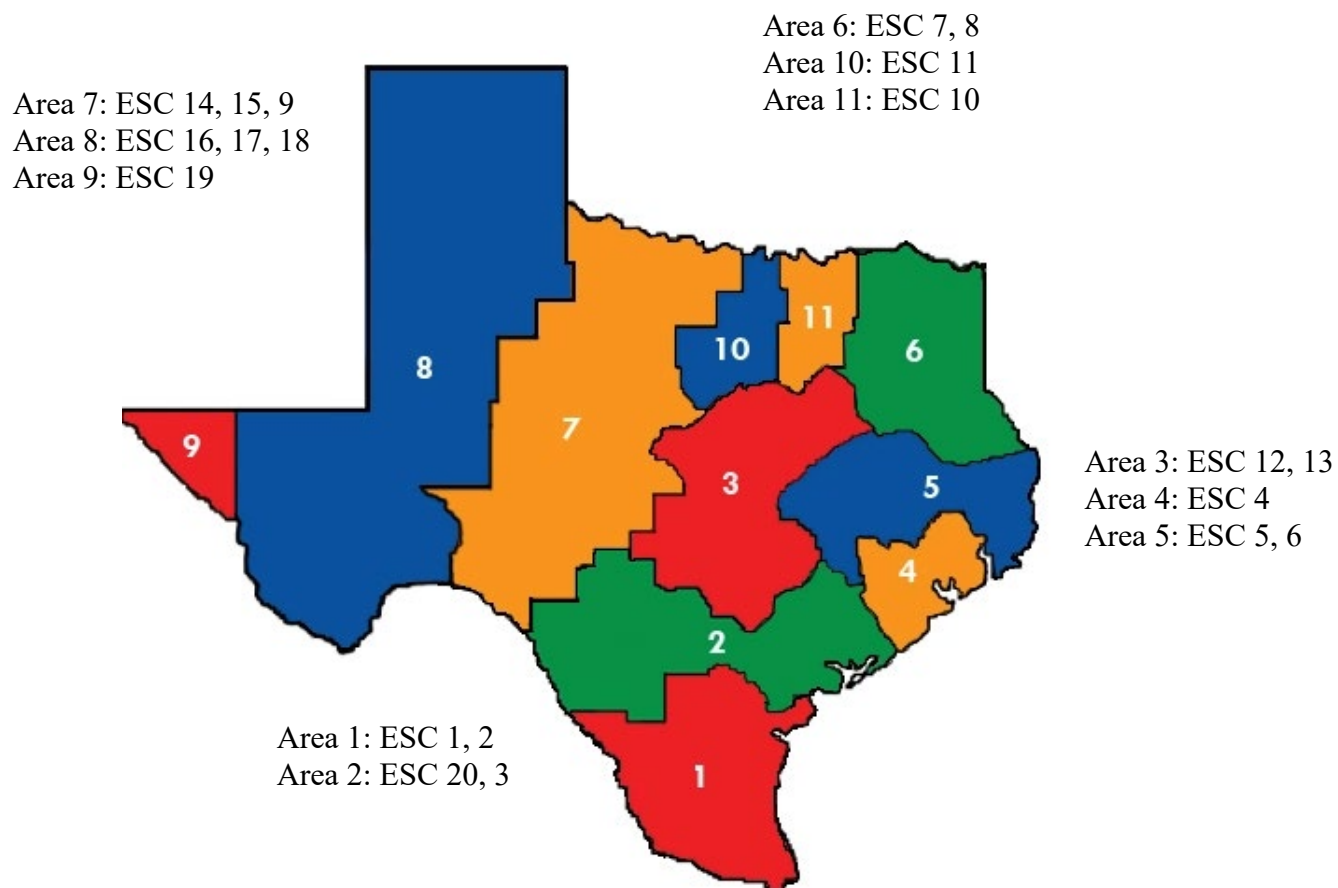 Area 6: ESC 7, 8
Area 10: ESC 11
Area 11: ESC 10
Area 7: ESC 14, 15, 9
Area 8: ESC 16, 17, 18
Area 9: ESC 19
11
10
6
8
7
9
3
5
Area 3: ESC 12, 13
Area 4: ESC 4
Area 5: ESC 5, 6
4
2
Area 1: ESC 1, 2
Area 2: ESC 20, 3
1